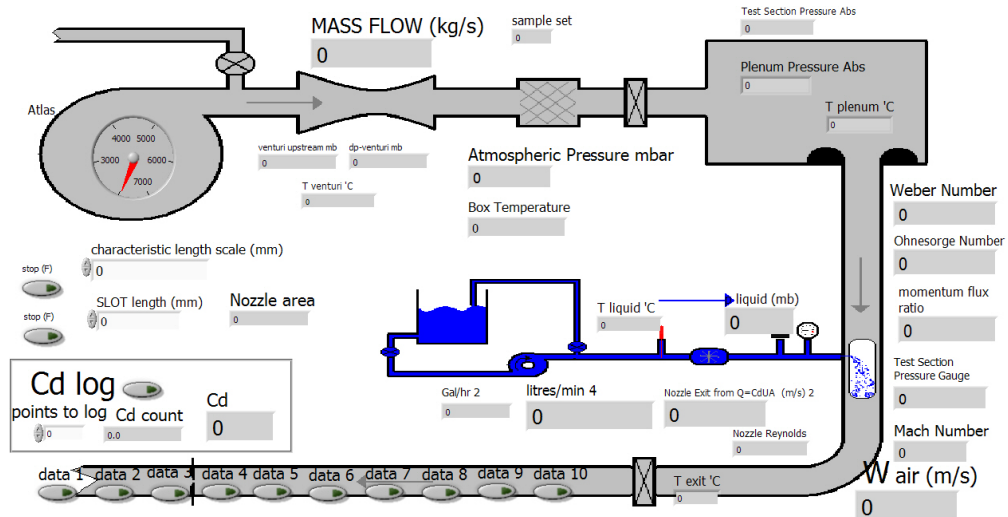 MASS FLOW (kg/s)
0
sample set
0
Test Section Pressure Abs
0
Plenum Pressure Abs
0
T plenum 'C
0
Atlas
3000
4000
5000
6000
7000
venturi upstream mb
0
dp-venturi mb
0
T venturi 'C
0
Atmospheric Pressure mbar
0
Box Temperature
0
Weber Number
0
Ohnesorge Number
0
momentum flux
ratio
0
Test Section
Pressure Gauge
0
Mach Number
0
W air (m/s)
0
characteristic length scale (mm)
0
stop (F)
SLOT length (mm)
0
stop (F)
Nozzle area
0
T liquid 'C
0
liquid (mb)
0
Gal/hr 2
0
litres/min 4
0
Nozzle Exit from Q=CdUA (m/s) 2
0
Nozzle Reynolds
0
Cd log
points to log
0
Cd count
0.0
Cd
0
data 1
data 2
data 3
data 4
data 5
data 6
data 7
data 8
data 9
data 10
T exit 'C
0